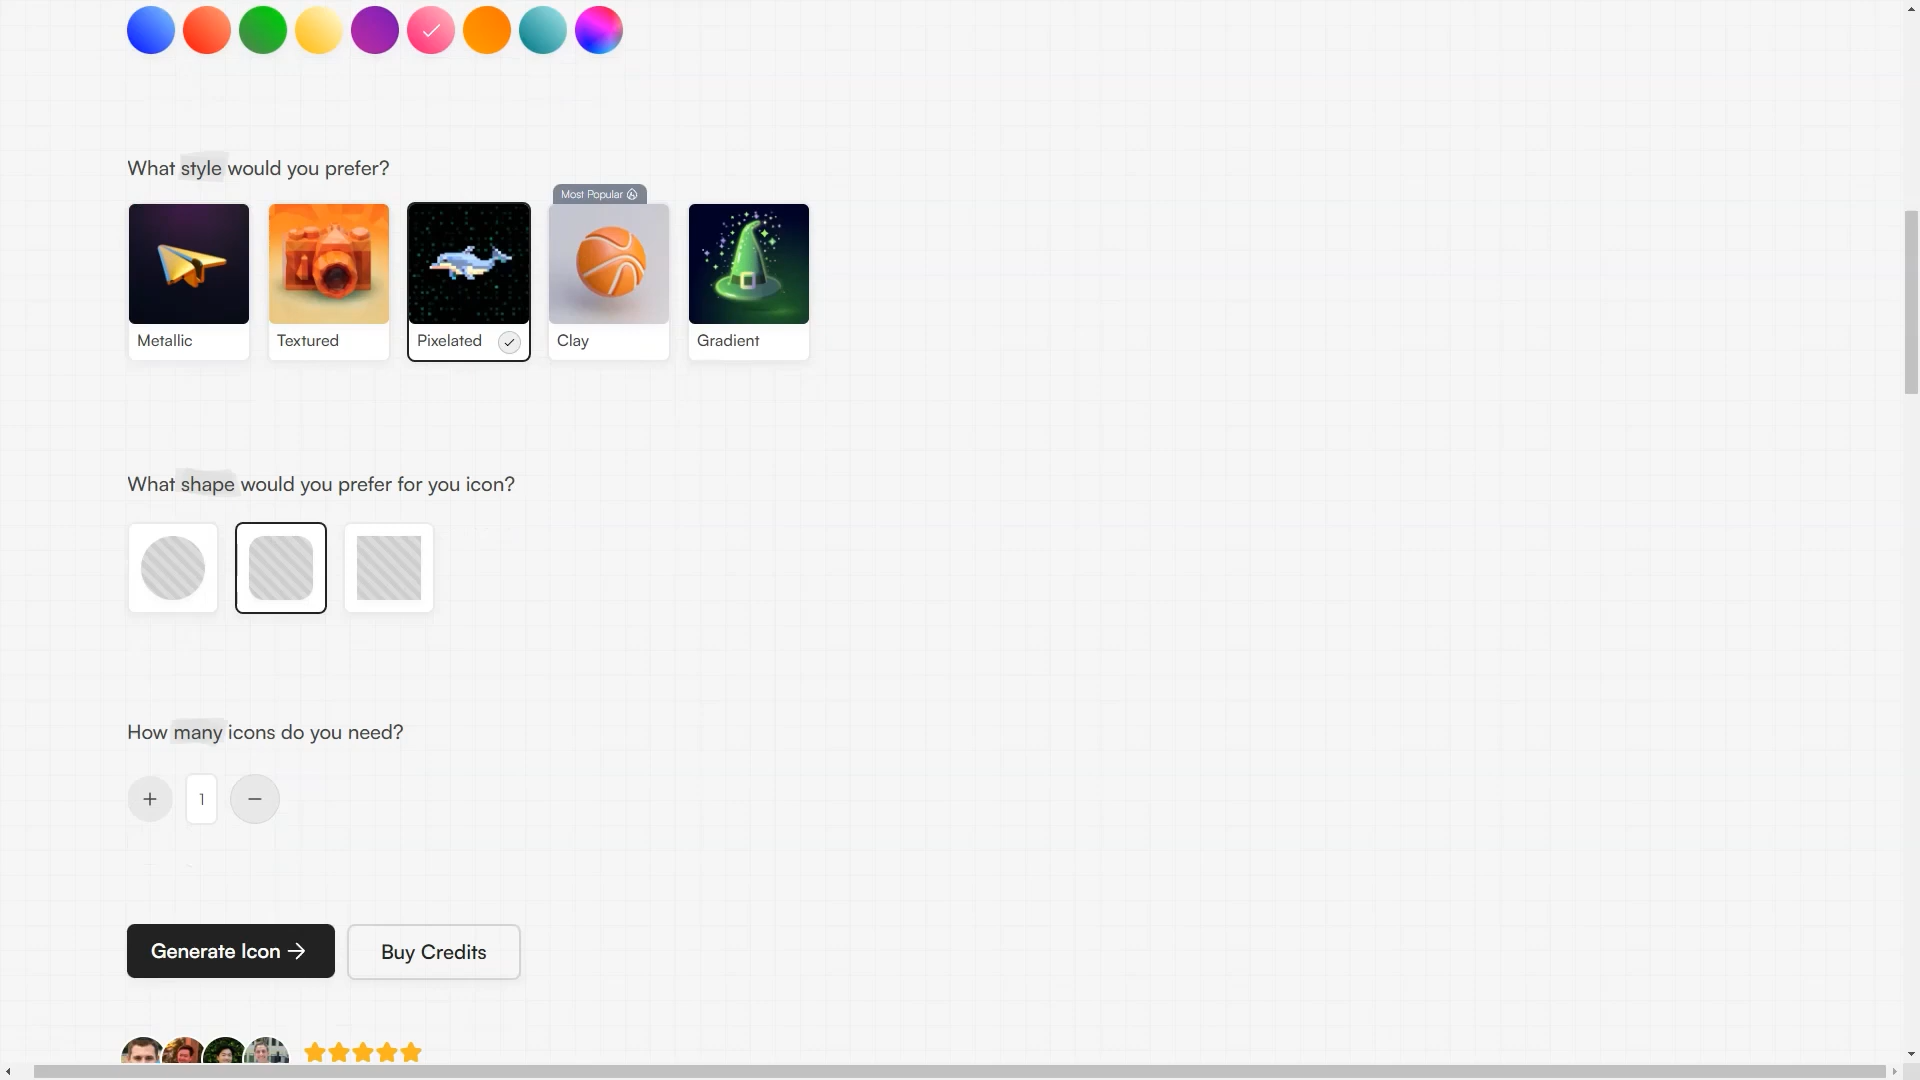 What style would you prefer?
Most Popular
Metallic
Textured
Pixelated
Clay
Gradient
What shape would you prefer for you icon?
How many icons do you need?
1
Generate Icon
Buy Credits